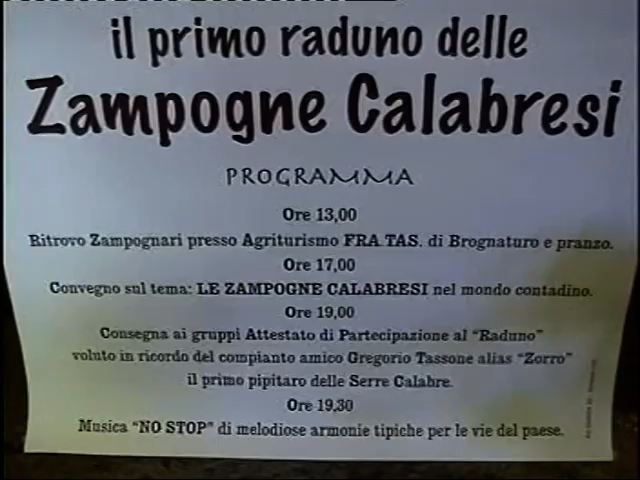 il primo raduno delle
Zampogne Calabresi
PROGRAMMA
Ore 13,00
Ritrovo Zampognari presso Agriturismo FRA TAS. di Brognaturo e pranzo.
Ore 17,00
Convegno sul tema: LE ZAMPOGNE CALABRESI nel mondo contadino.
Ore 19,00
Consegna ai gruppi Attestato di Partecipazione al "Raduno"
voluto in ricordo del compianto amico Gregorio Tassone alias "Zorro"
il primo pipitaro delle Serre Calabre.
Ore 19,30
Musica "NO STOP" di melodiose armonie tipiche per le vie del paese.